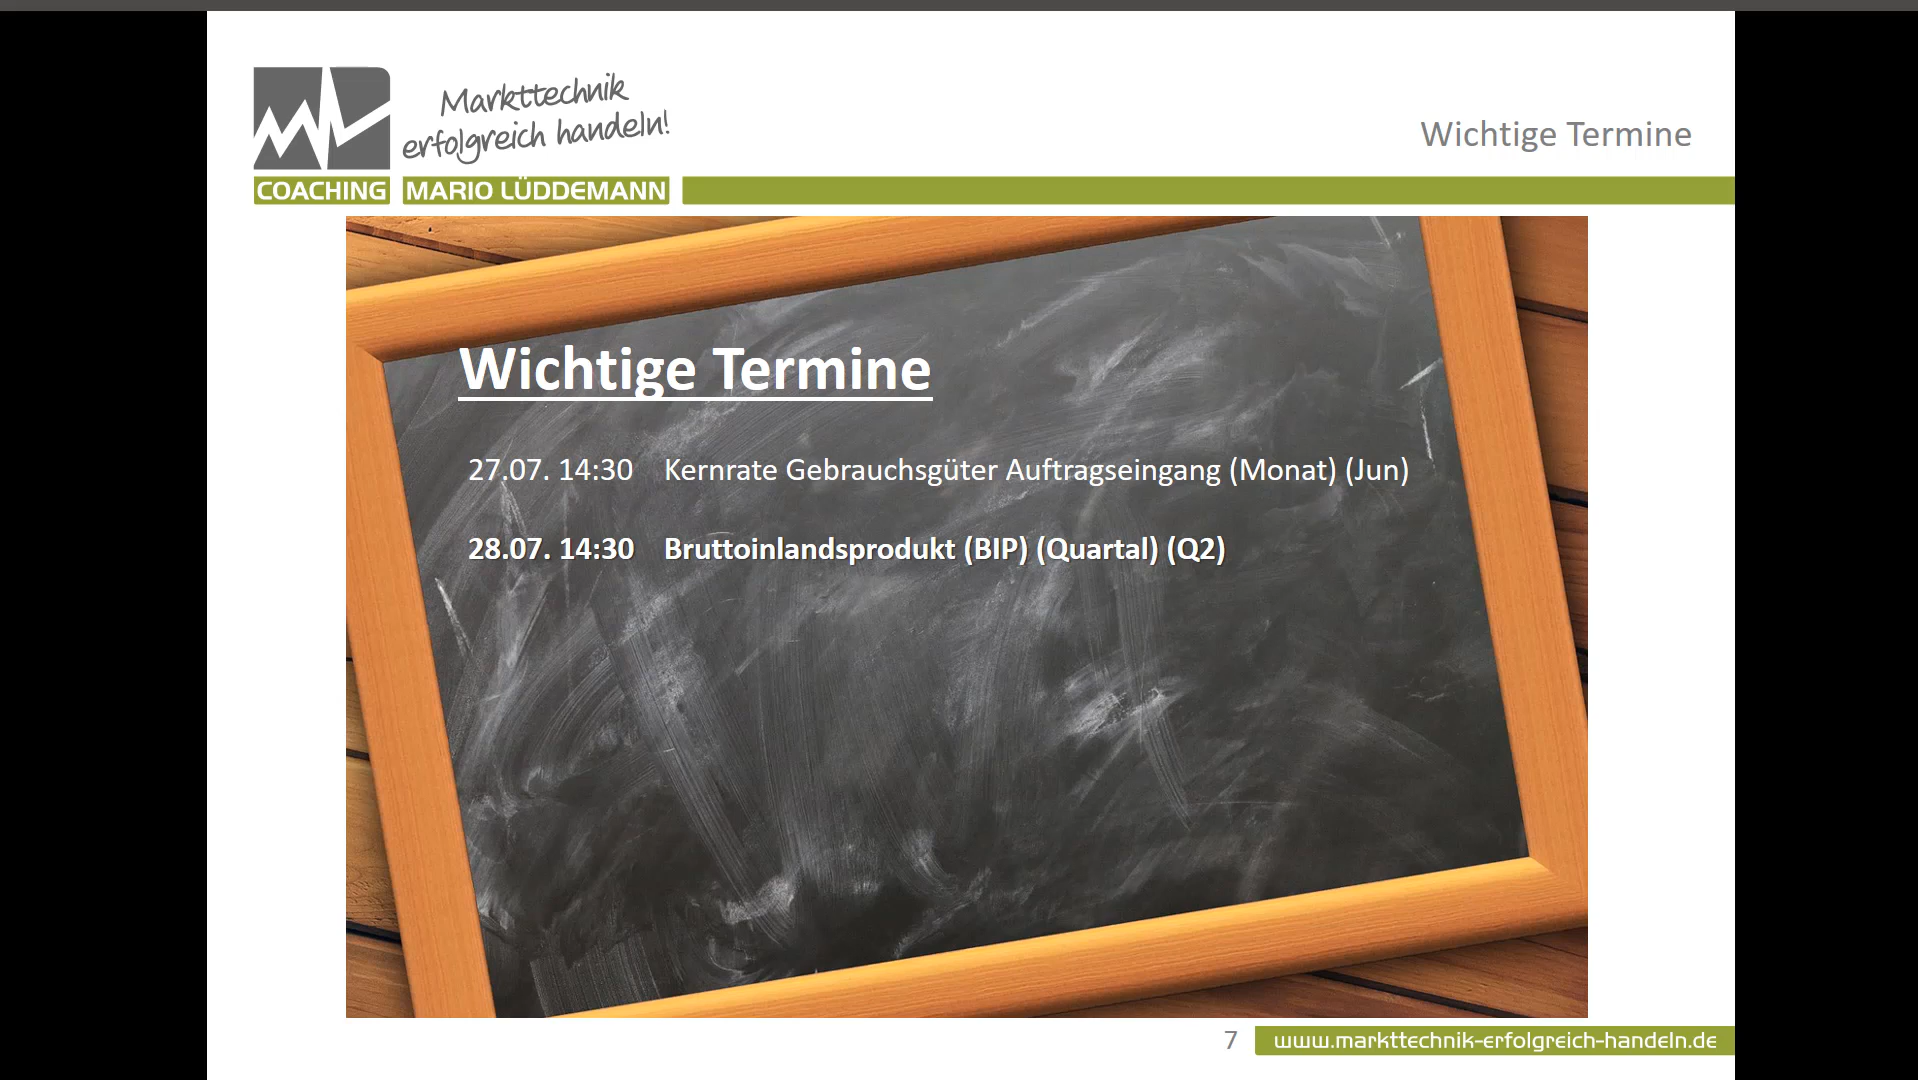 Markttechnik
erfolgreich handeln!
COACHING MARIO LÜDDEMANN
Wichtige Termine
Wichtige Termine
27.07. 14:30 Kernrate Gebrauchsgüter Auftragseingang (Monat) (Jun)
28.07. 14:30 Bruttoinlandsprodukt (BIP) (Quartal) (Q2)
7 www.markttechnik-erfolgreich-handeln.de